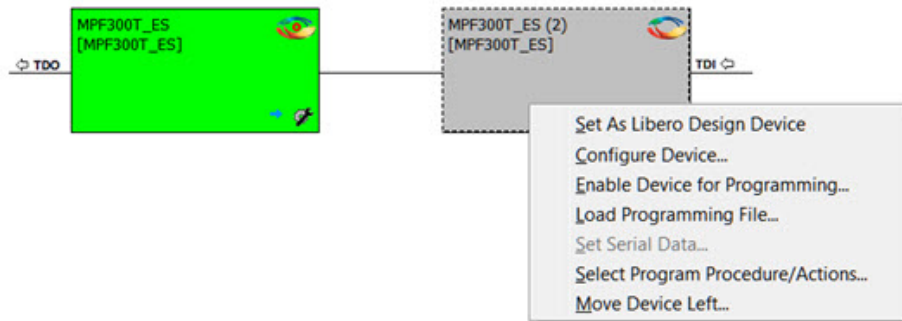 MPF300T_ES
[MPF300T_ES]
MPF300T_ES (2)
[MPF300T_ES]
TDO
TDI
Set As Libero Design Device
Configure Device...
Enable Device for Programming...
Load Programming File...
Set Serial Data...
Select Program Procedure/Actions...
Move Device Left...